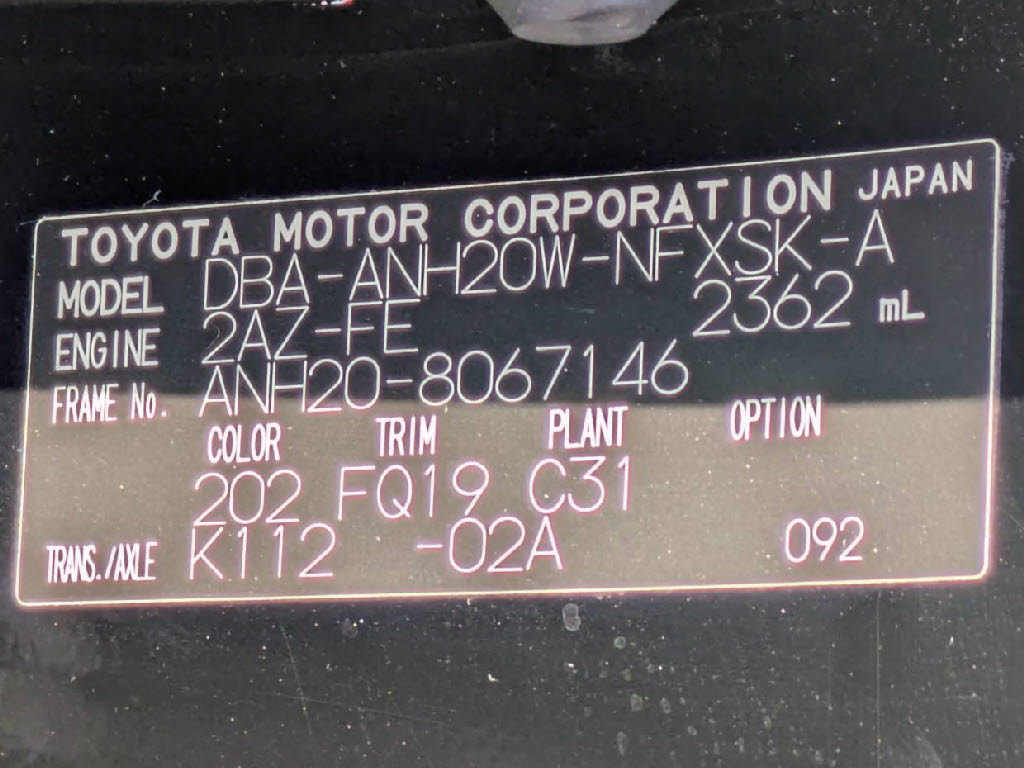 TOYOTA MOTOR CORPORATION JAPAN
MODEL DBA-ANH20W-NFXSK-A
ENGINE 2AZ-FE 2362 mL
FRAME No. ANH20-8067146
COLOR TRIM PLANT OPTION
202 FQ19 C31
TRANS./AXLE K112 -02A 092